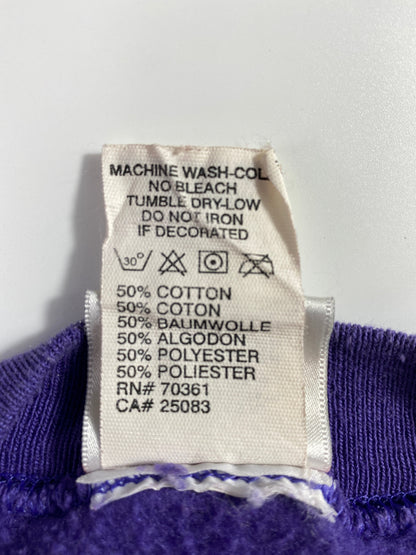 MACHINE WASH-COL
NO BLEACH
TUMBLE DRY-LOW
DO NOT IRON
IF DECORATED
30°
50% COTTON
50% COTON
50% BAUMWOLLE
50% ALGODON
50% POLYESTER
50% POLIESTER
RN# 70361
CA# 25083